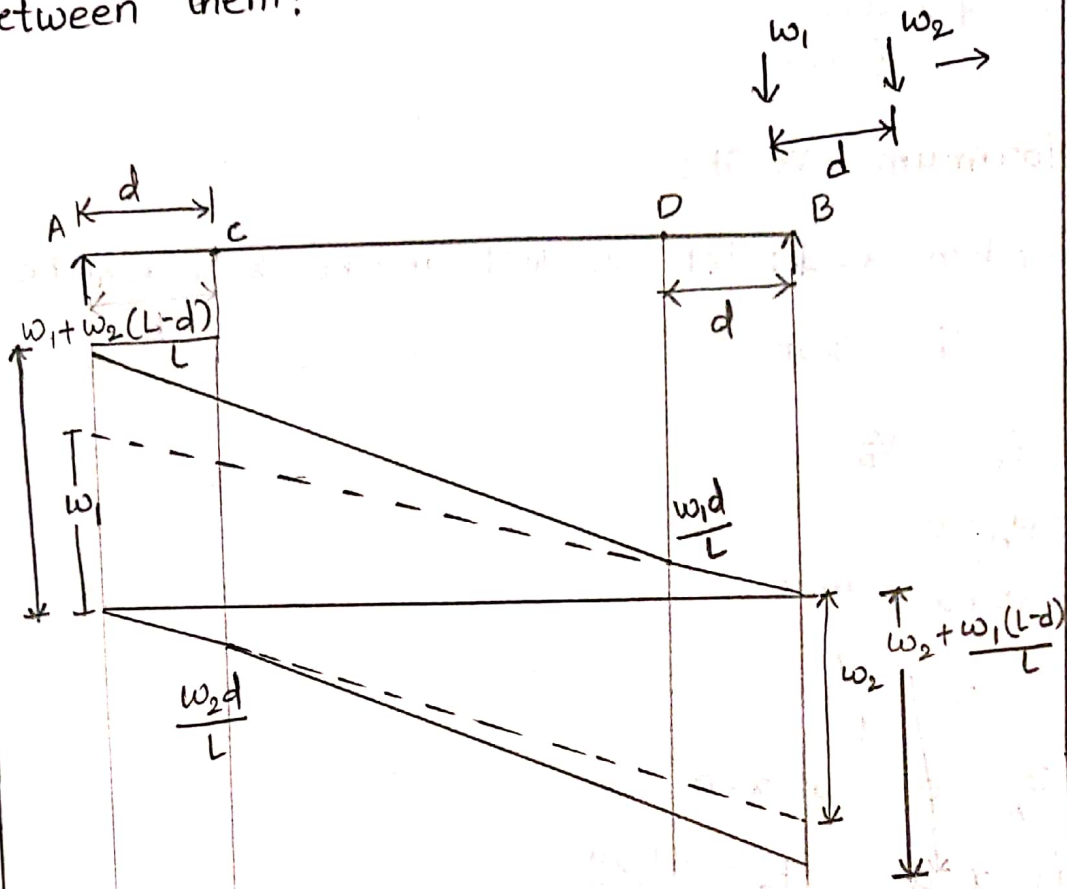 etween them.
w₁ w₂
d
d
A C D B
d
w₁+w₂(L-d)
L
w₁
w₁d
L
w₂+w₁(L-d)
L
w₂
w₂d
L